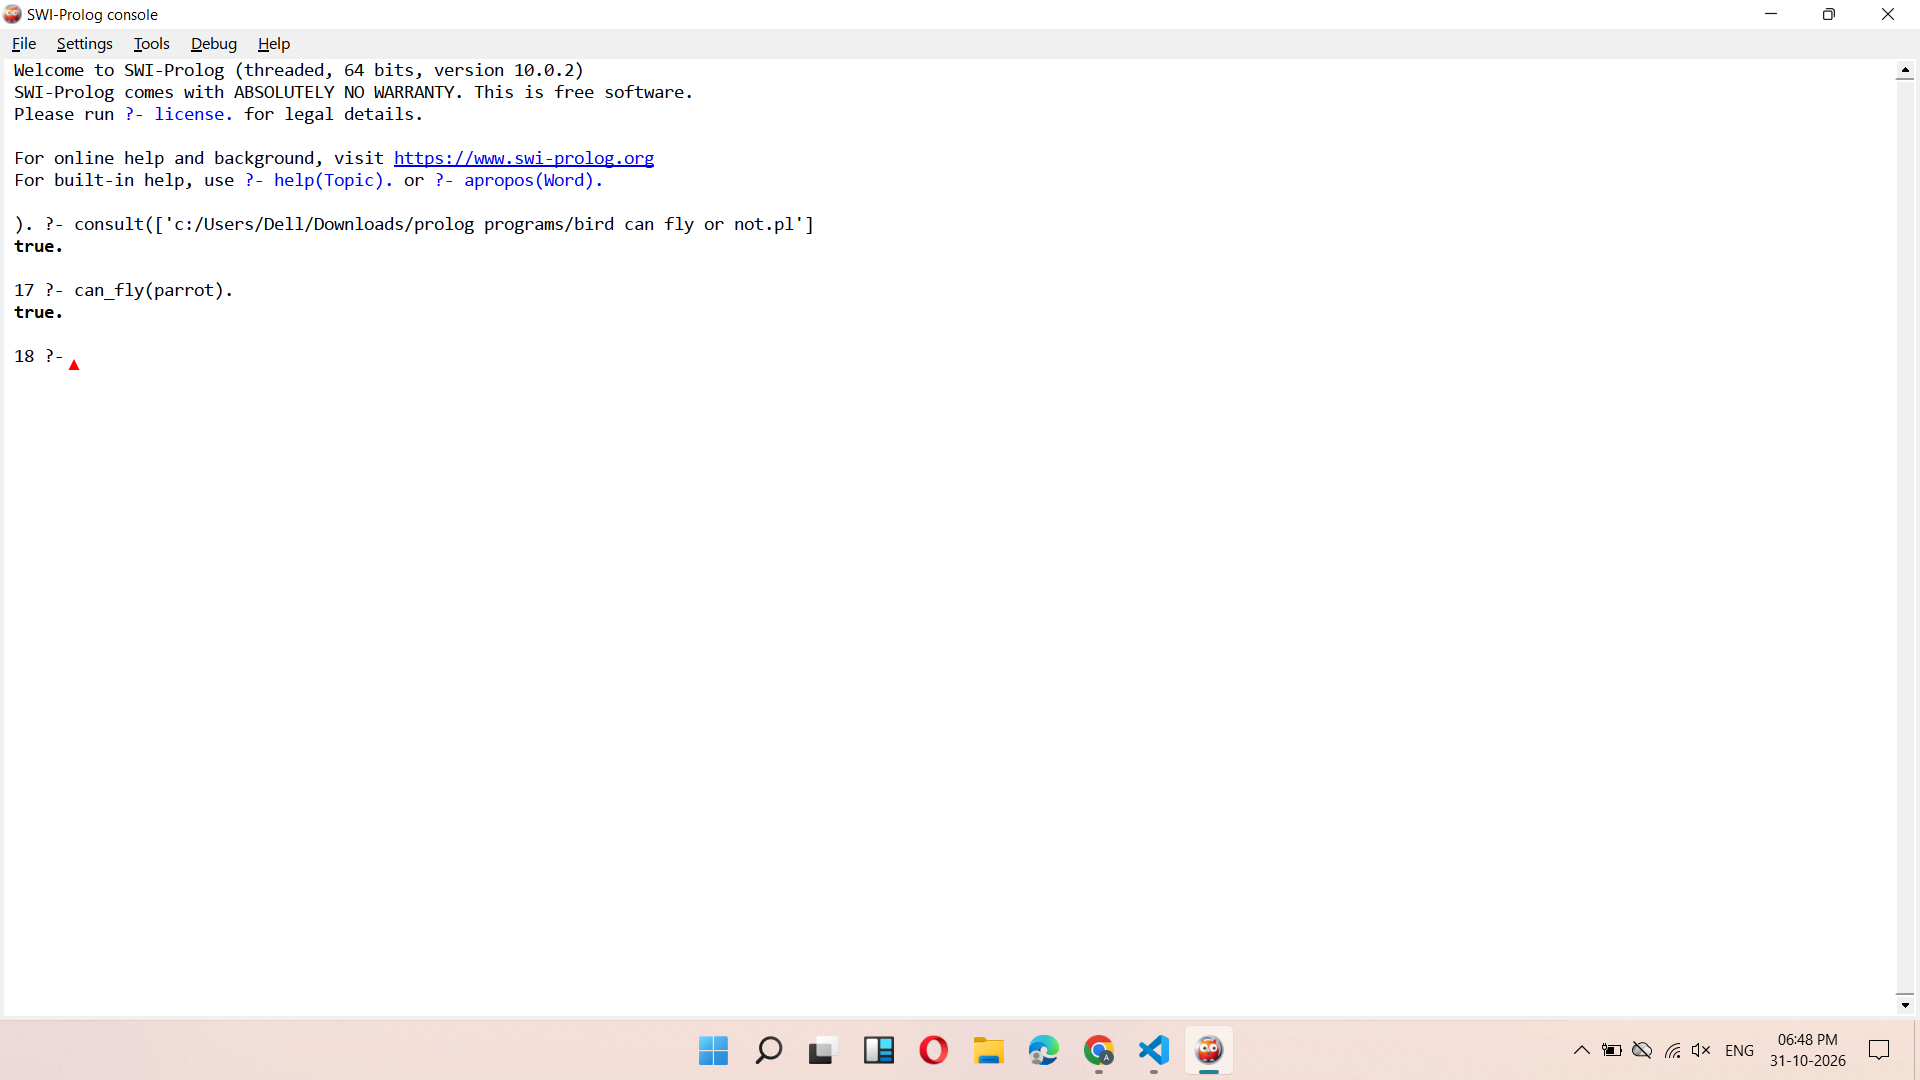 SWI-Prolog console
File Settings Tools Debug Help
Welcome to SWI-Prolog (threaded, 64 bits, version 10.0.2)
SWI-Prolog comes with ABSOLUTELY NO WARRANTY. This is free software.
Please run ?- license. for legal details.
For online help and background, visit https://www.swi-prolog.org
For built-in help, use ?- help(Topic). or ?- apropos(Word).
). ?- consult(['c:/Users/Dell/Downloads/prolog programs/bird can fly or not.pl']
true.
17 ?- can_fly(parrot).
true.
18 ?-
A
ENG
06:48 PM
31-10-2026